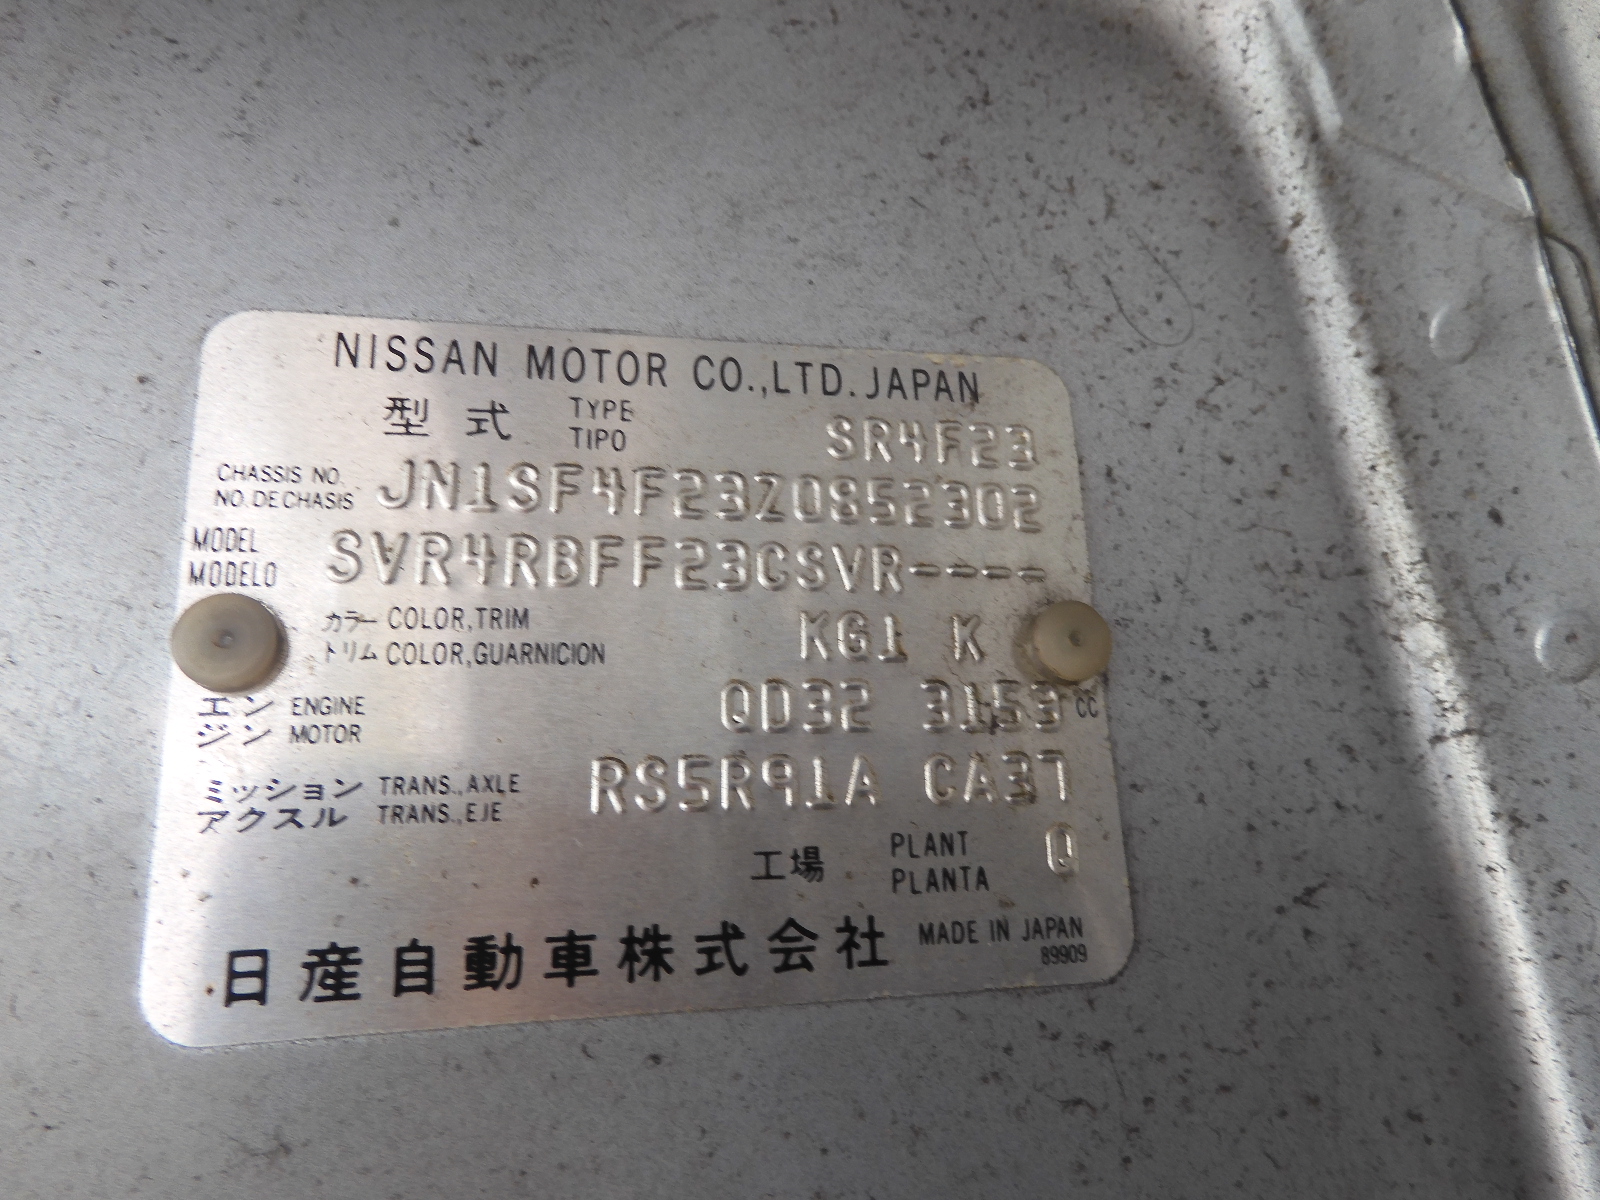 NISSAN MOTOR CO.,LTD. JAPAN
型式 TYPE TIPO SR4F23
CHASSIS NO. NO. DE CHASIS JN1SF4F23Z0852302
MODEL MODELO SVR4RBFF23CSVR----
カラー COLOR,TRIM
トリム COLOR,GUARNICION KG1 K
エンジン ENGINE MOTOR QD32 3153 CC
ミッション TRANS.,AXLE
アクスル TRANS.,EJE RS5R91A CA37
工場 PLANT PLANTA Q
日産自動車株式会社 MADE IN JAPAN
89909